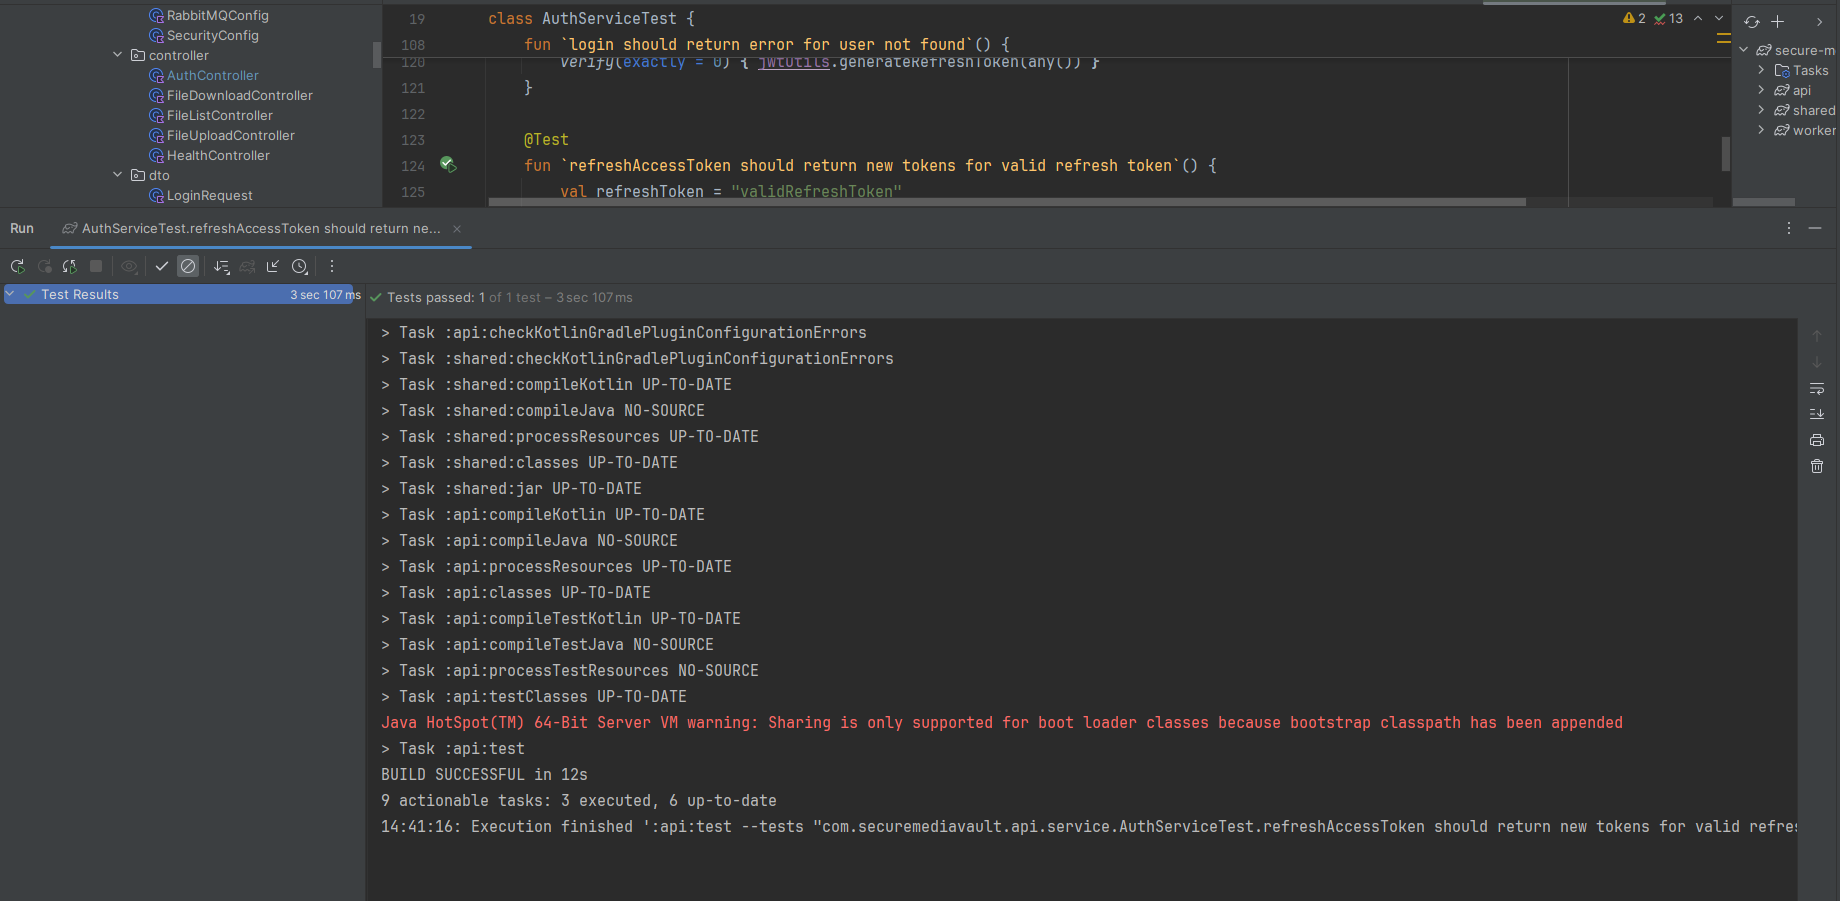 RabbitMQConfig
SecurityConfig
controller
AuthController
FileDownloadController
FileListController
FileUploadController
HealthController
dto
LoginRequest
19 class AuthServiceTest {
108 fun `login should return error for user not found`() {
120 verify(exactly = 0) { jwtUtils.generateRefreshToken(any()) }
121 }
122
123 @Test
124 fun `refreshAccessToken should return new tokens for valid refresh token`() {
125 val refreshToken = "validRefreshToken"
2 13
secure-m
Tasks
api
shared
worker
Run AuthServiceTest.refreshAccessToken should return ne...
Test Results 3 sec 107 ms
Tests passed: 1 of 1 test – 3 sec 107 ms
> Task :api:checkKotlinGradlePluginConfigurationErrors
> Task :shared:checkKotlinGradlePluginConfigurationErrors
> Task :shared:compileKotlin UP-TO-DATE
> Task :shared:compileJava NO-SOURCE
> Task :shared:processResources UP-TO-DATE
> Task :shared:classes UP-TO-DATE
> Task :shared:jar UP-TO-DATE
> Task :api:compileKotlin UP-TO-DATE
> Task :api:compileJava NO-SOURCE
> Task :api:processResources UP-TO-DATE
> Task :api:classes UP-TO-DATE
> Task :api:compileTestKotlin UP-TO-DATE
> Task :api:compileTestJava NO-SOURCE
> Task :api:processTestResources NO-SOURCE
> Task :api:testClasses UP-TO-DATE
Java HotSpot(TM) 64-Bit Server VM warning: Sharing is only supported for boot loader classes because bootstrap classpath has been appended
> Task :api:test
BUILD SUCCESSFUL in 12s
9 actionable tasks: 3 executed, 6 up-to-date
14:41:16: Execution finished ':api:test --tests "com.securemediavault.api.service.AuthServiceTest.refreshAccessToken should return new tokens for valid refres